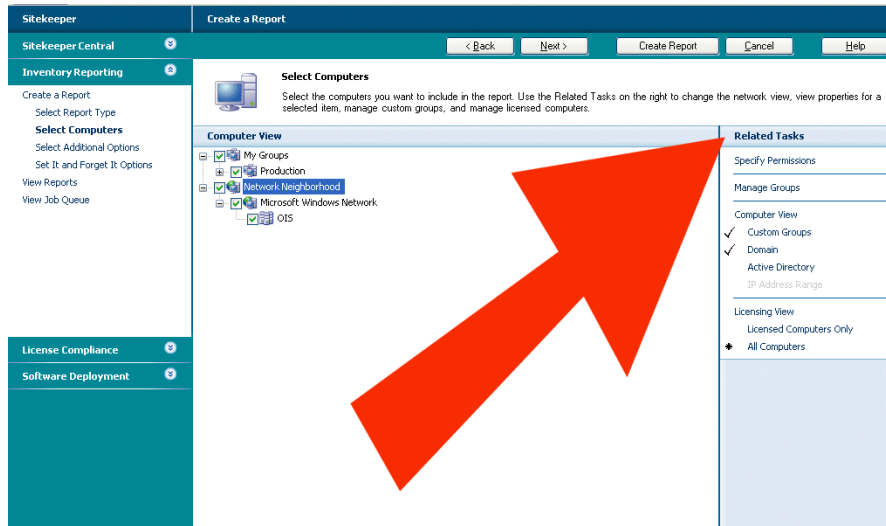 Sitekeeper
Create a Report
Sitekeeper Central
< Back
Next >
Create Report
Cancel
Help
Inventory Reporting
Create a Report
Select Report Type
Select Computers
Select Additional Options
Set It and Forget It Options
View Reports
View Job Queue
License Compliance
Software Deployment
Select Computers
Select the computers you want to include in the report. Use the Related Tasks on the right to change the network view, view properties for a
selected item, manage custom groups, and manage licensed computers.
Computer View
My Groups
Production
Network Neighborhood
Microsoft Windows Network
OIS
Related Tasks
Specify Permissions
Manage Groups
Computer View
Custom Groups
Domain
Active Directory
IP Address Range
Licensing View
Licensed Computers Only
All Computers